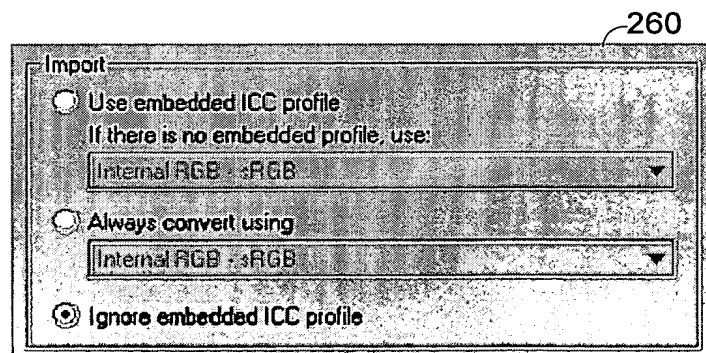 260
Import
Use embedded ICC profile
If there is no embedded profile, use:
Internal RGB - sRGB
Always convert using
Internal RGB - sRGB
Ignore embedded ICC profile